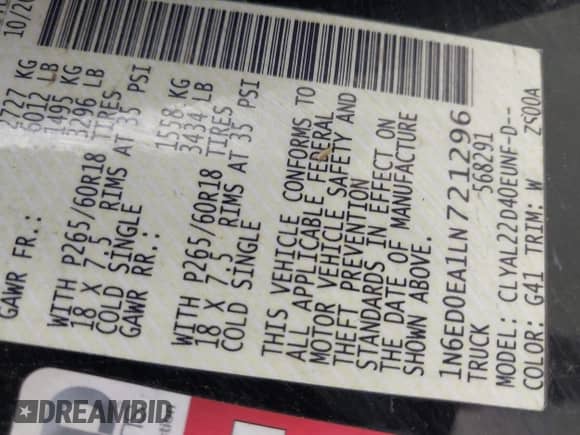 10/20
2727 KG
6012 LB
GAWR FR.: 1495 KG
3296 LB
WITH P265/60R18 TIRES
18 X 7.5 RIMS AT 35 PSI
COLD SINGLE
GAWR RR.: 1558 KG
3434 LB
WITH P265/60R18 TIRES
18 X 7.5 RIMS AT 35 PSI
COLD SINGLE
THIS VEHICLE CONFORMS TO
ALL APPLICABLE FEDERAL
MOTOR VEHICLE SAFETY AND
THEFT PREVENTION
STANDARDS IN EFFECT ON
THE DATE OF MANUFACTURE
SHOWN ABOVE.
1N6ED0EA1LN721296
TRUCK 568291
MODEL: CLYAL22D40EUNF-D--
COLOR: G41 TRIM: W ZS00A
DREAMBID